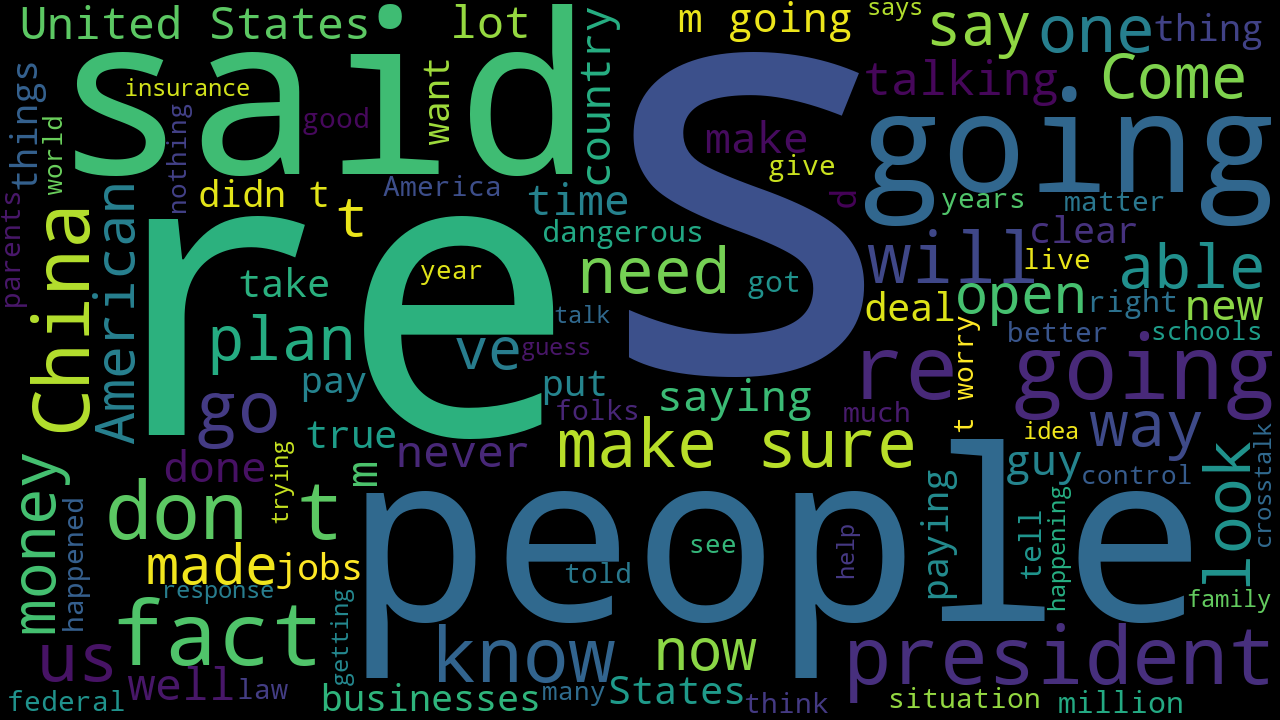 United States
said
lot
m going
says
say
one
thing
insurance
good
want
country
s
talking
Come
make
give
going
things
world
nothing
parents
didn t
t
America
time
dangerous
d
years
matter
clear
China
American
re
take
year
need
got
talk
will
live
able
deal
open
right
new
better
schools
plan
ve
guess
put
pay
folks
saying
much
t worry
re going
go
true
never
m
make sure
idea
way
guy
control
look
crosstalk
money
done
trying
don t
happened
people
see
help
paying
tell
happening
family
made
jobs
response
told
getting
fact
us
well
law
know
now
president
federal
businesses
many
States
think
situation
million